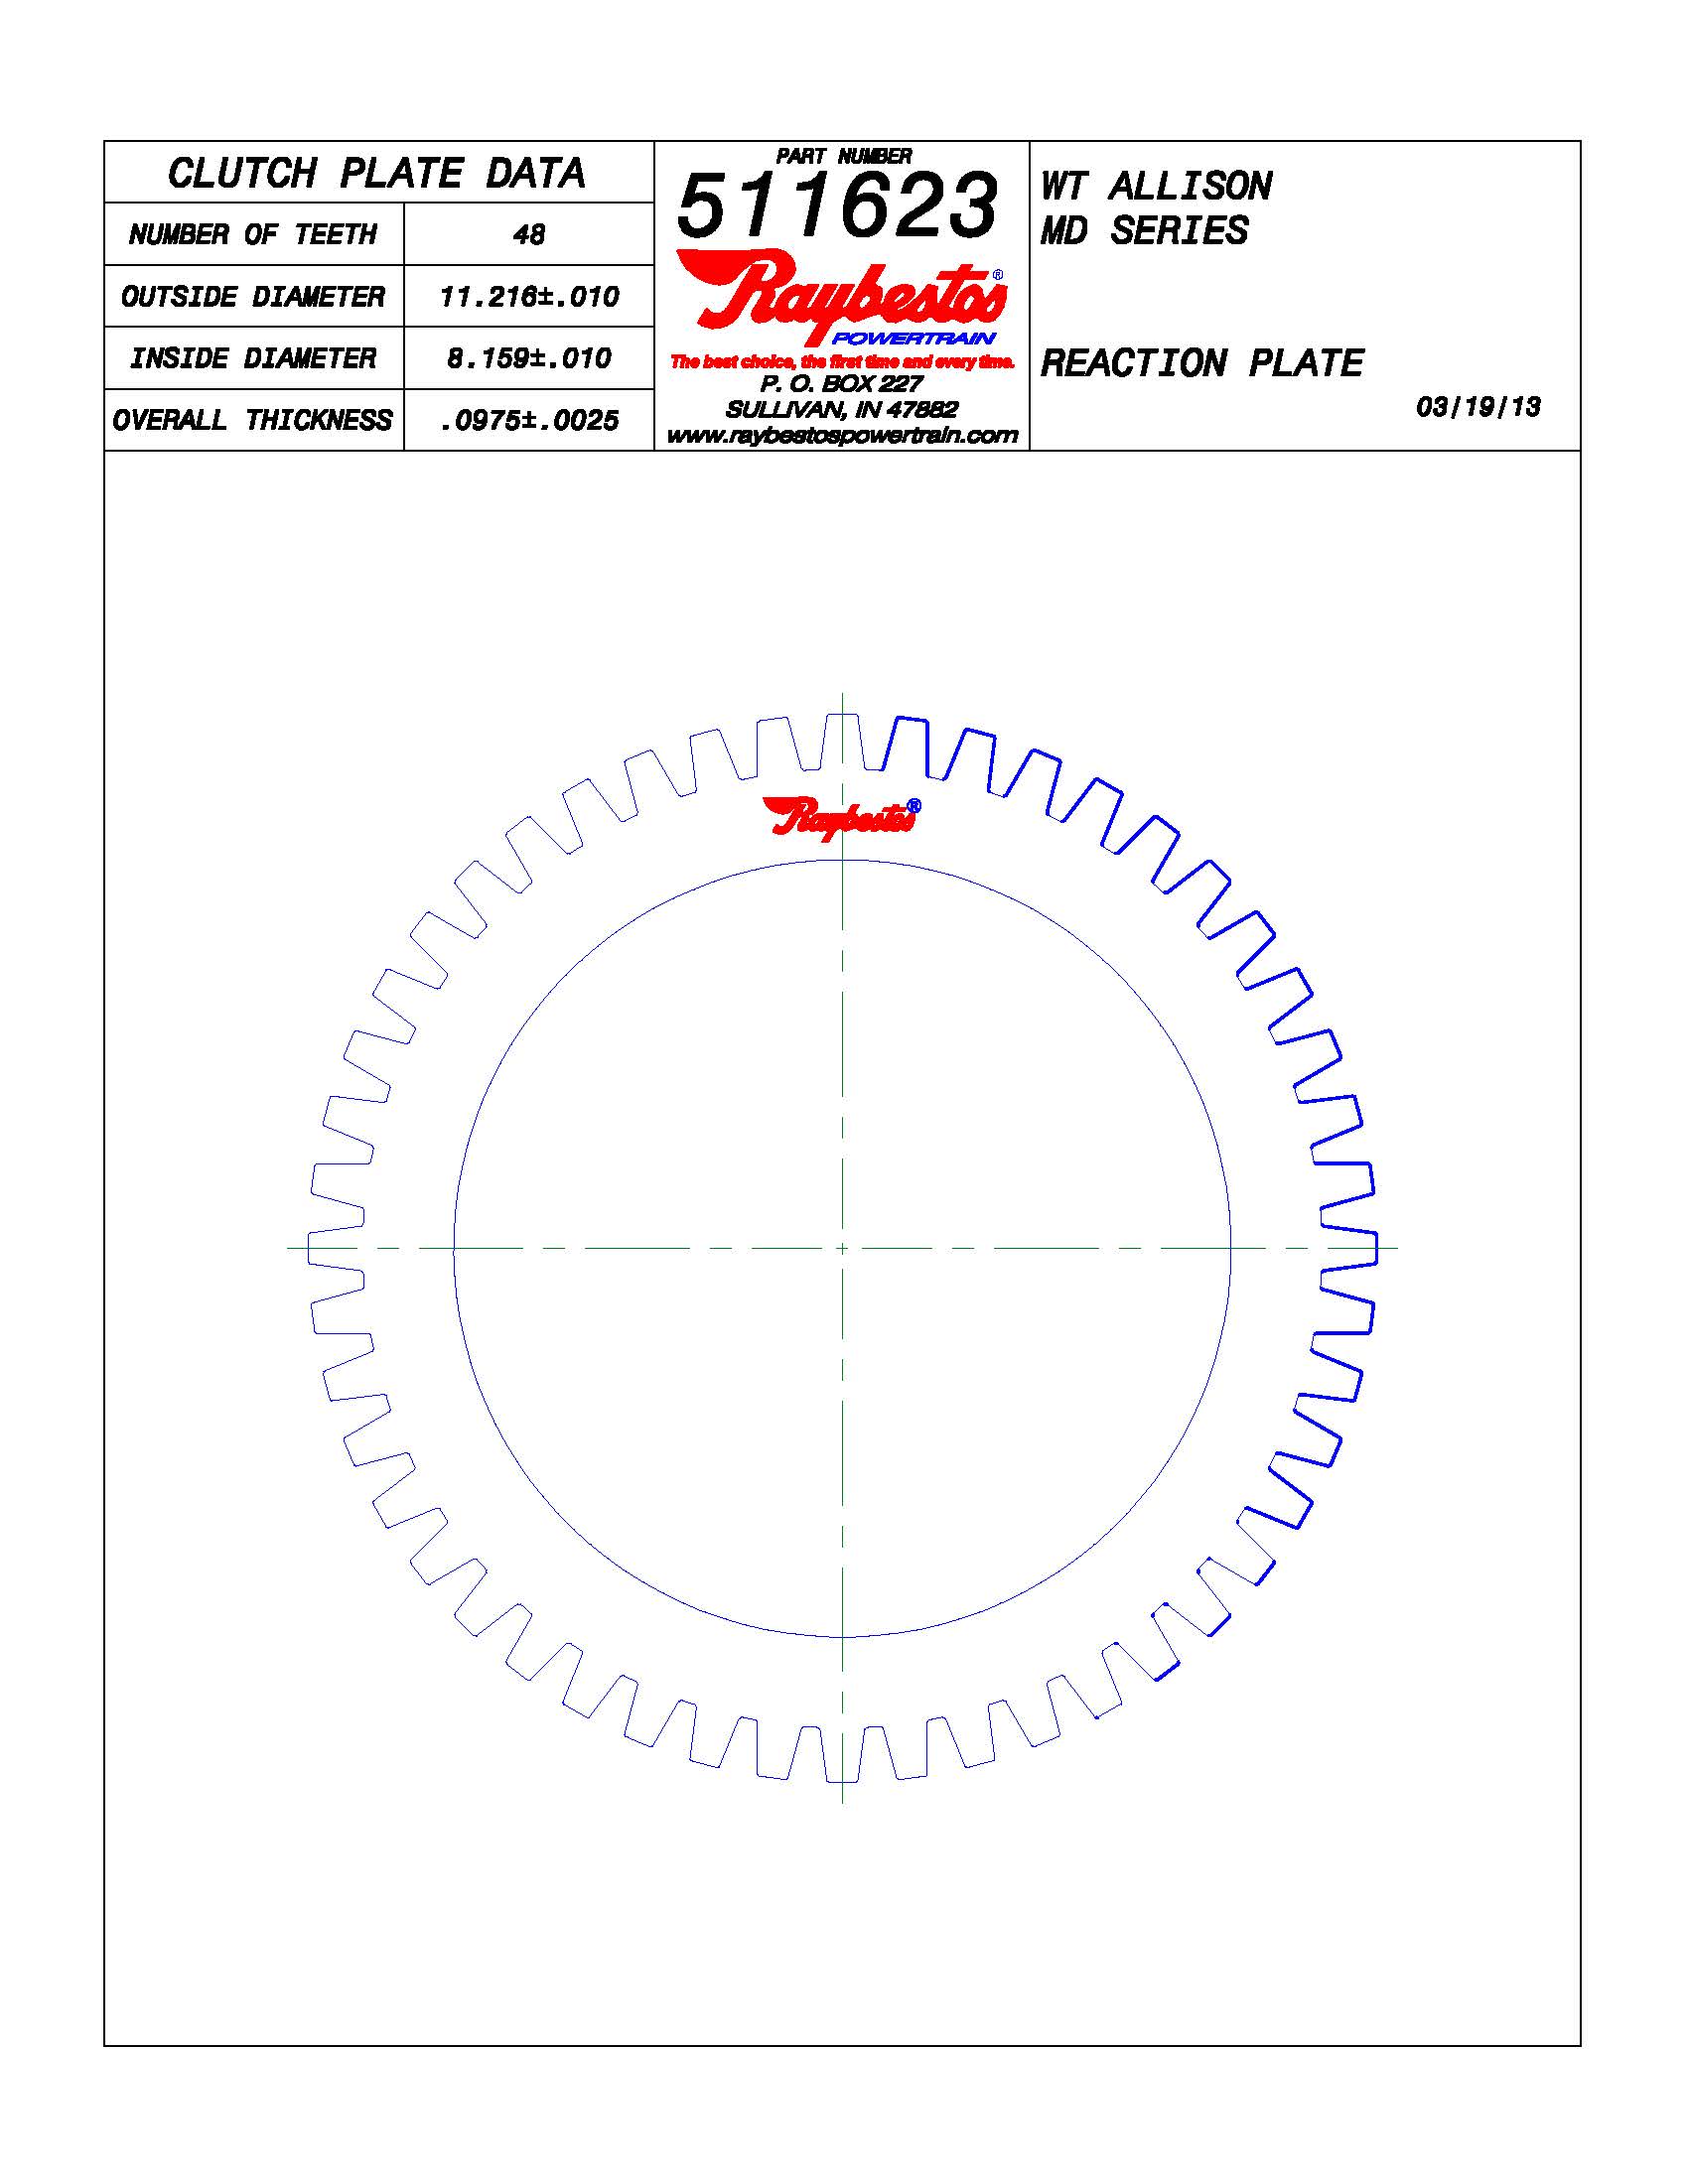 CLUTCH PLATE DATA
NUMBER OF TEETH 48
OUTSIDE DIAMETER 11.216±.010
INSIDE DIAMETER 8.159±.010
OVERALL THICKNESS .0975±.0025
PART NUMBER
511623
Raybestos®
POWERTRAIN
The best choice, the first time and every time.
P. O. BOX 227
SULLIVAN, IN 47882
www.raybestospowertrain.com
WT ALLISON
MD SERIES
REACTION PLATE
03/19/13
Raybestos®